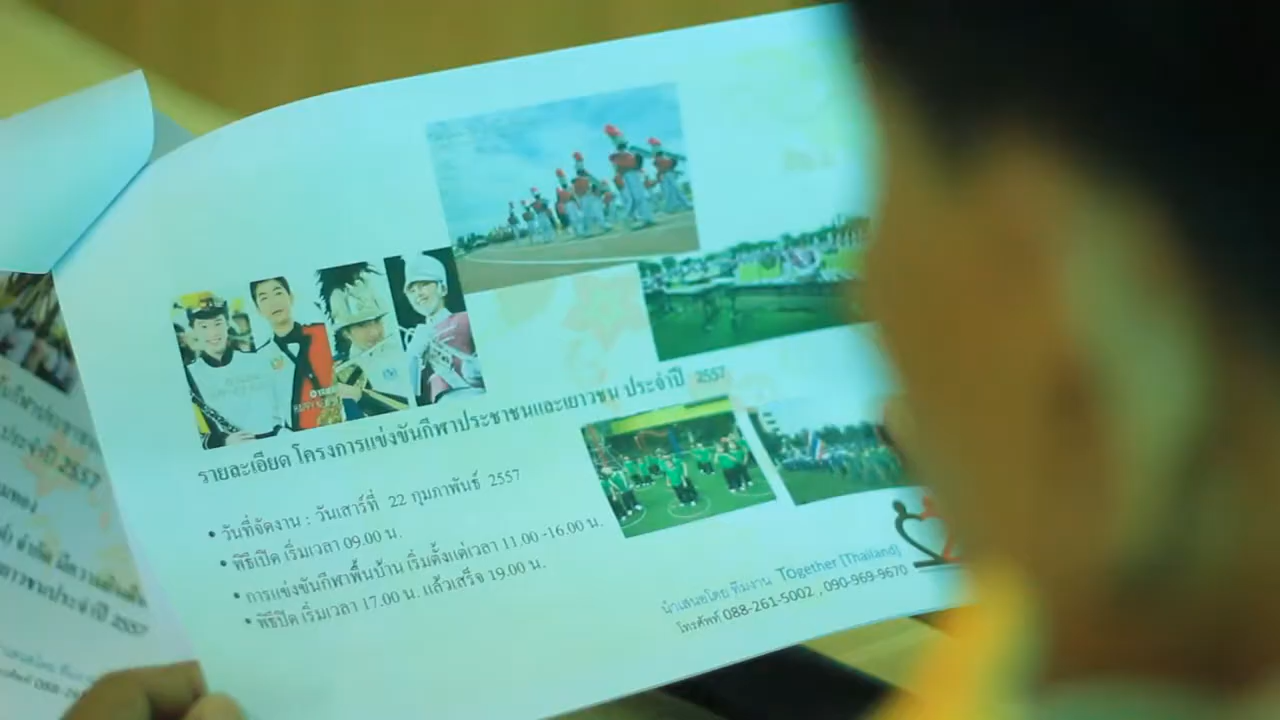 รายละเอียด โครงการแข่งขันกีฬาประชาชนและเยาวชน ประจำปี 2557
• วันที่จัดงาน : วันเสาร์ที่ 22 กุมภาพันธ์ 2557
• พิธีเปิด เริ่มเวลา 09.00 น.
• การแข่งขันกีฬาพื้นบ้าน เริ่มตั้งแต่เวลา 11.00 -16.00 น.
• พิธีปิด เริ่มเวลา 17.00 น. แล้วเสร็จ 19.00 น.
นำเสนอโดย ทีมงาน Together [Thailand]
โทรศัพท์ 088-261-5002 , 090-969-9670
ประจำปี 2557